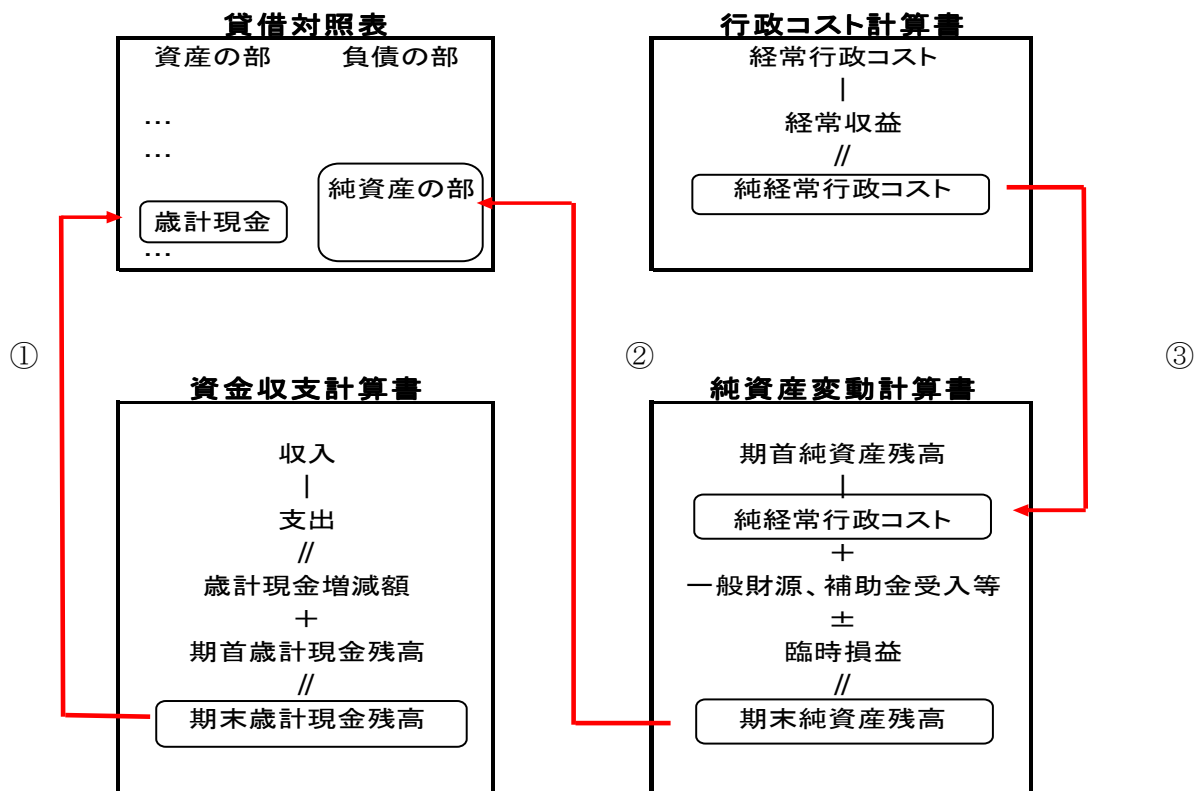 貸借対照表
資産の部 負債の部
…
…
純資産の部
歳計現金
…
行政コスト計算書
経常行政コスト
|
経常収益
//
純経常行政コスト
① ② ③
資金収支計算書
収入
|
支出
//
歳計現金増減額
+
期首歳計現金残高
//
期末歳計現金残高
純資産変動計算書
期首純資産残高
|
純経常行政コスト
+
一般財源、補助金受入等
±
臨時損益
//
期末純資産残高